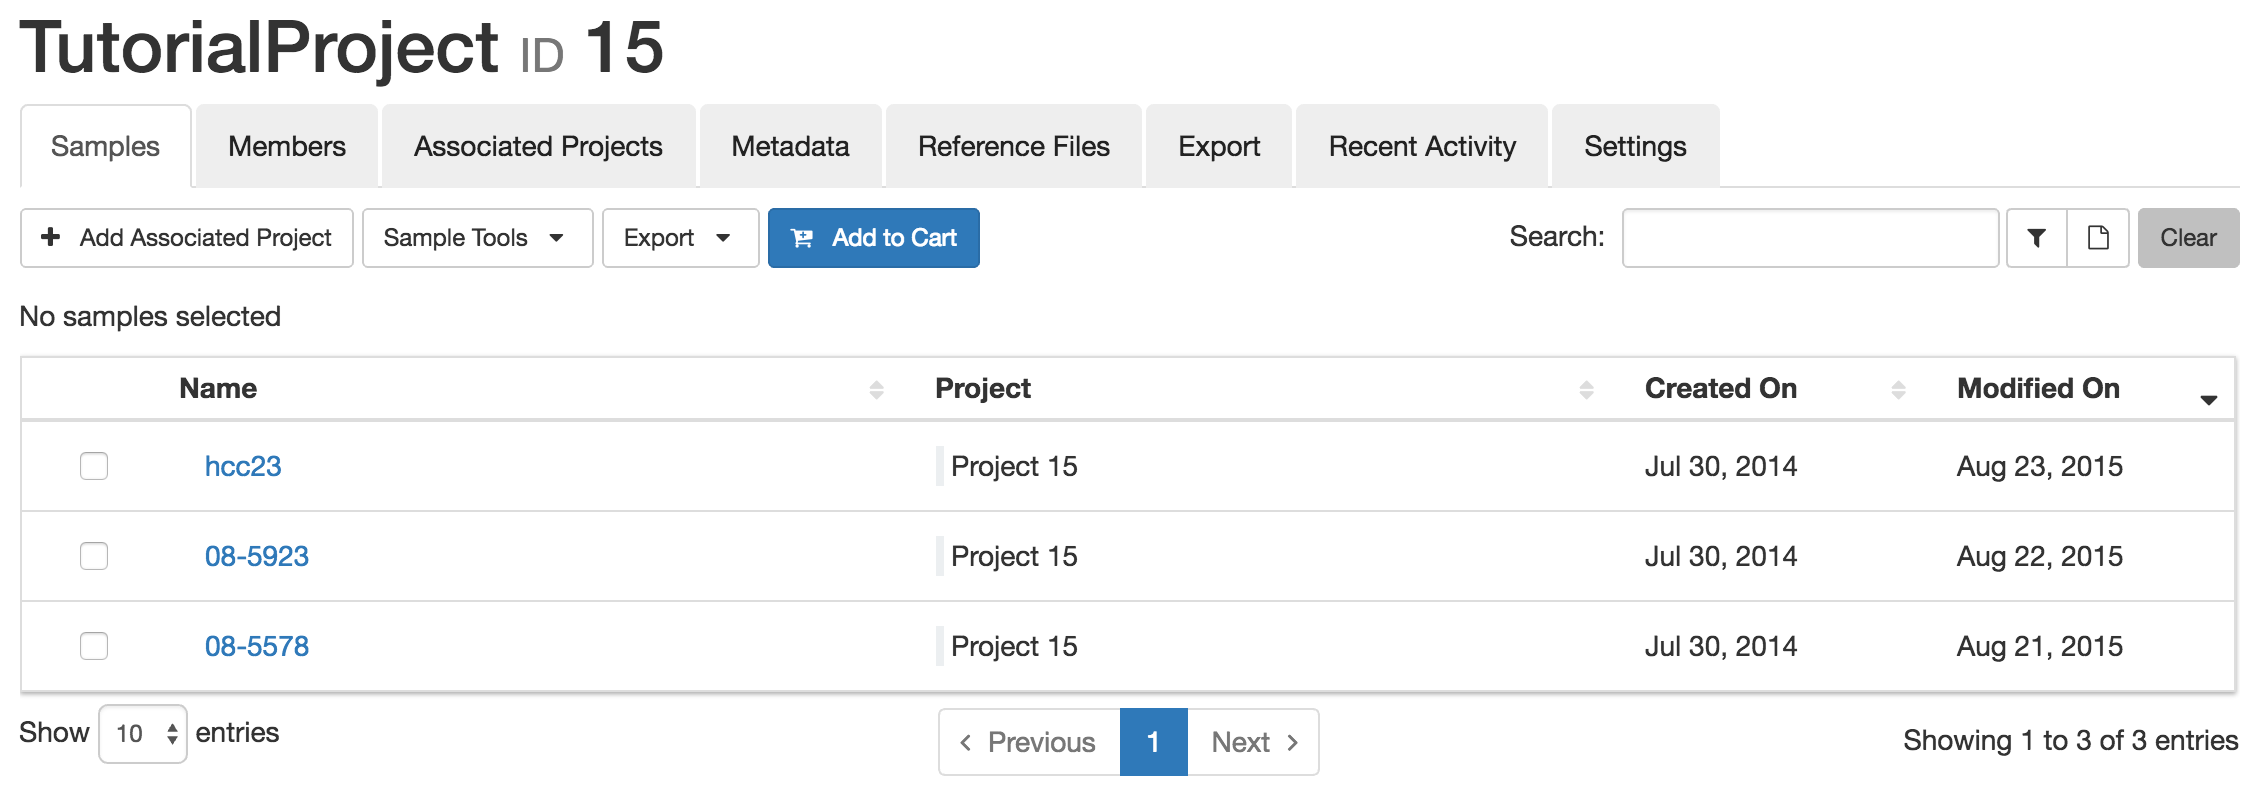 TutorialProject ID 15
Samples Members Associated Projects Metadata Reference Files Export Recent Activity Settings
Add Associated Project Sample Tools Export Add to Cart Search: Clear
No samples selected
Name Project Created On Modified On
hcc23 Project 15 Jul 30, 2014 Aug 23, 2015
08-5923 Project 15 Jul 30, 2014 Aug 22, 2015
08-5578 Project 15 Jul 30, 2014 Aug 21, 2015
Show 10 entries Previous 1 Next Showing 1 to 3 of 3 entries